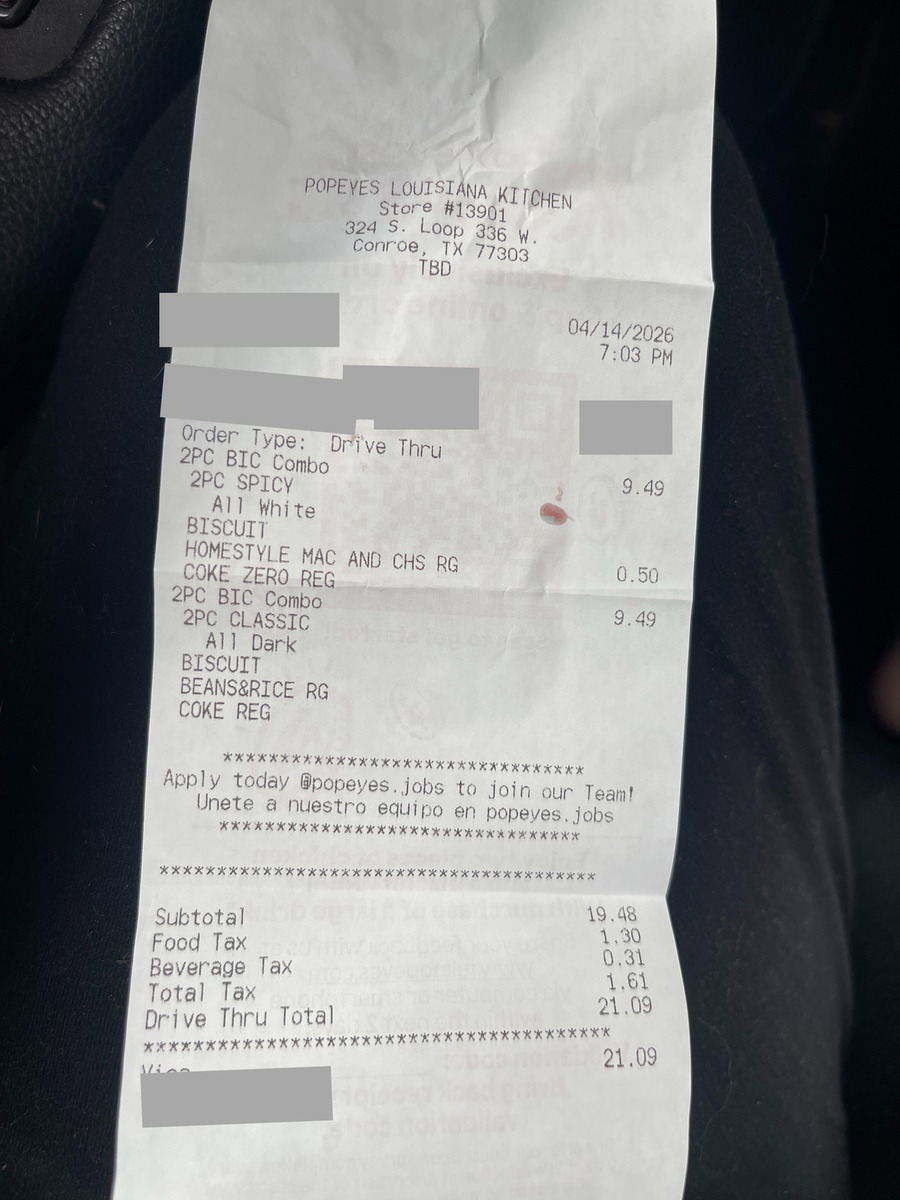 POPEYES LOUISIANA KITCHEN
Store #13901
324 S. Loop 336 W.
Conroe, TX 77303
TBD
04/14/2026
7:03 PM
Order Type: Drive Thru
2PC BIC Combo 9.49
2PC SPICY
All White
BISCUIT
HOMESTYLE MAC AND CHS RG 0.50
COKE ZERO REG
2PC BIC Combo 9.49
2PC CLASSIC
All Dark
BISCUIT
BEANS&RICE RG
COKE REG
*********************************
Apply today @popeyes.jobs to join our Team!
Unete a nuestro equipo en popeyes.jobs
*********************************
****************************************
Subtotal 19.48
Food Tax 1.30
Beverage Tax 0.31
Total Tax 1.61
Drive Thru Total 21.09
****************************************
Visa 21.09